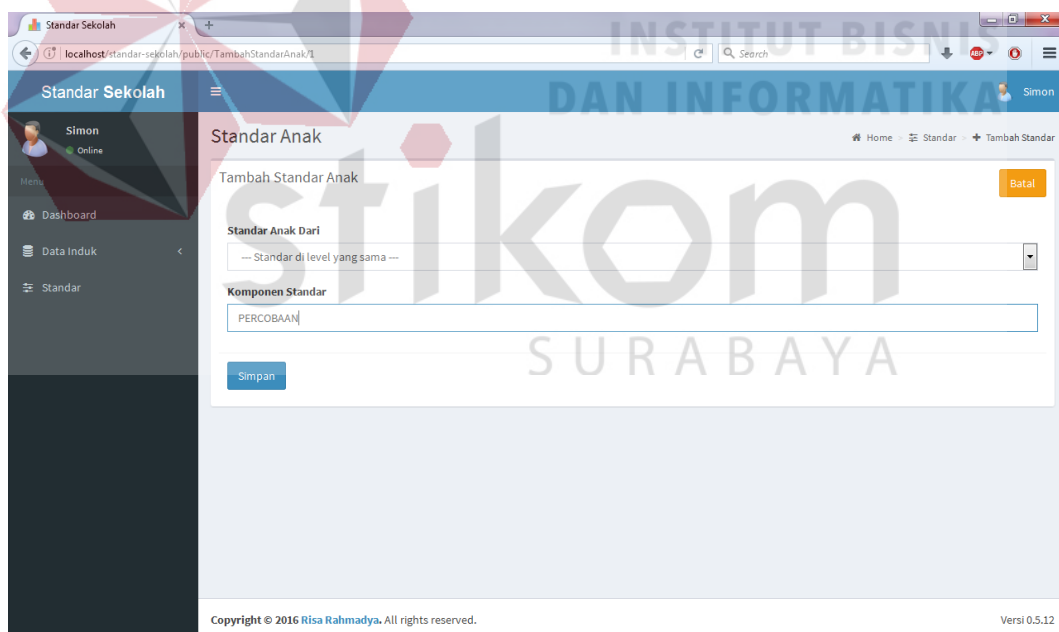 Standar Sekolah
localhost/standar-sekolah/public/TambahStandarAnak/1
Search
ABP
INSTITUT BISNIS
DAN INFORMATIKA
stikom
SURABAYA
Standar Sekolah
Simon
Simon
Online
Standar Anak
Home > Standar > Tambah Standar
Menu
Dashboard
Data Induk
Standar
Tambah Standar Anak
Batal
Standar Anak Dari
--- Standar di level yang sama ---
Komponen Standar
PERCOBAAN
Simpan
Copyright © 2016 Risa Rahmadya. All rights reserved.
Versi 0.5.12